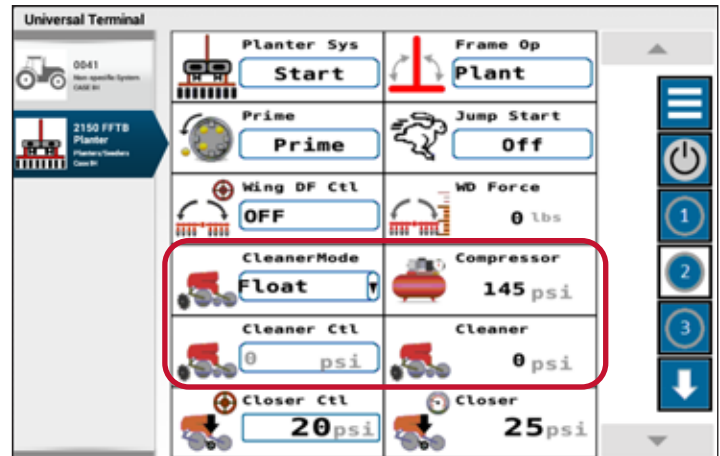 Universal Terminal
0041
Non-specific System
CASE IH
2150 FFTB
Planter
Planters/Seeders
Case IH
Planter Sys
Start
Frame Op
Plant
Prime
Prime
Jump Start
Off
Wing DF Ctl
OFF
WD Force
0 lbs
CleanerMode
Float
Compressor
145 psi
Cleaner Ctl
0 psi
Cleaner
0 psi
Closer Ctl
20psi
Closer
25psi
1
2
3